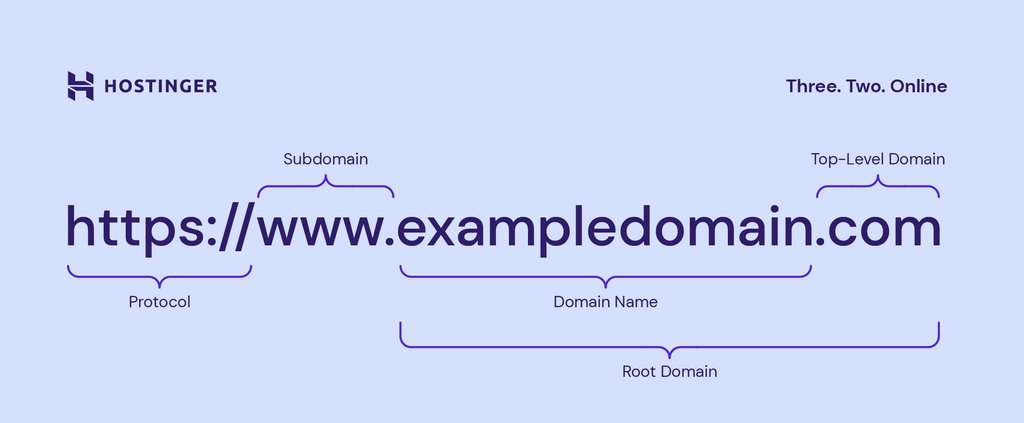 HOSTINGER
Three. Two. Online
Subdomain
Top-Level Domain
https://www.exampledomain.com
Protocol
Domain Name
Root Domain